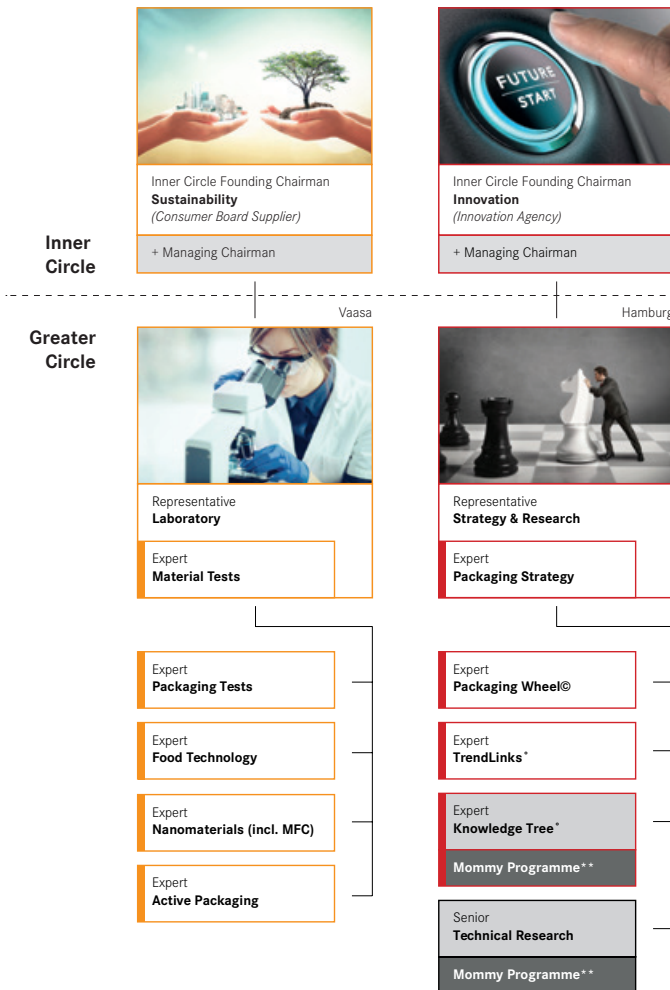 FUTURE
START
Inner Circle Founding Chairman
Sustainability
(Consumer Board Supplier)
+ Managing Chairman
Inner Circle Founding Chairman
Innovation
(Innovation Agency)
+ Managing Chairman
Inner
Circle
Greater
Circle
Vaasa
Hamburg
Representative
Laboratory
Expert
Material Tests
Expert
Packaging Tests
Expert
Food Technology
Expert
Nanomaterials (incl. MFC)
Expert
Active Packaging
Representative
Strategy & Research
Expert
Packaging Strategy
Expert
Packaging Wheel©
Expert
TrendLinks*
Expert
Knowledge Tree*
Mommy Programme**
Senior
Technical Research
Mommy Programme**